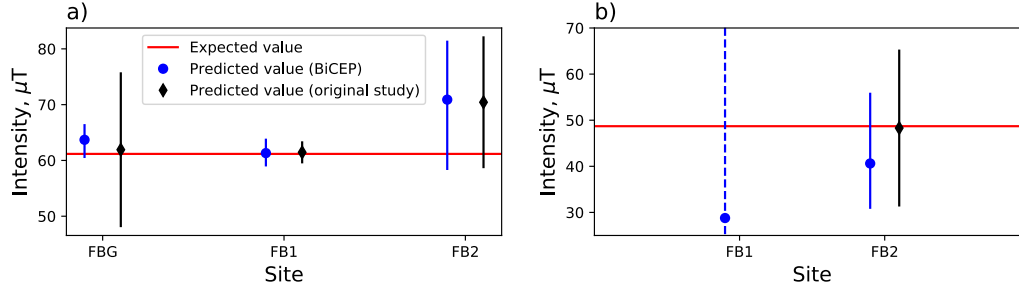 a)
Intensity, μT
80
70
60
50
Expected value
Predicted value (BiCEP)
Predicted value (original study)
FBG
FB1
FB2
Site
b)
Intensity, μT
70
60
50
40
30
FB1
FB2
Site